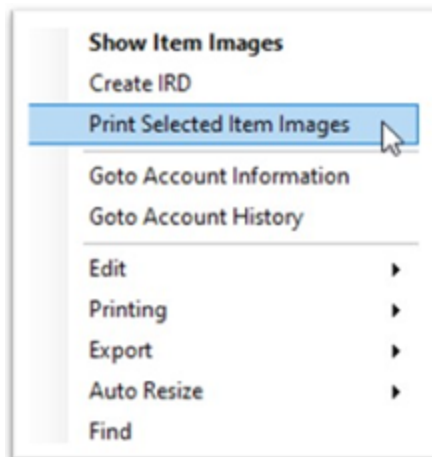 Show Item Images
Create IRD
Print Selected Item Images
Goto Account Information
Goto Account History
Edit
Printing
Export
Auto Resize
Find